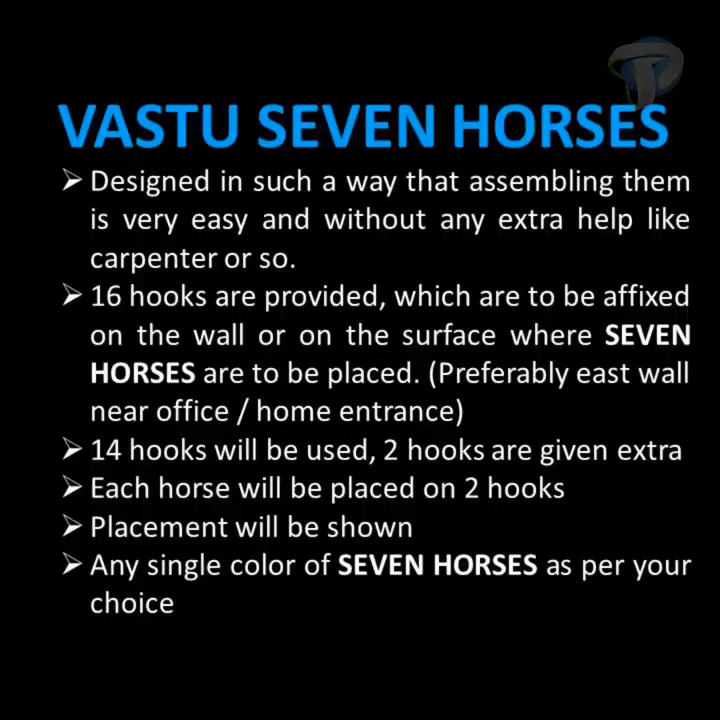 VASTU SEVEN HORSES
➢ Designed in such a way that assembling them
is very easy and without any extra help like
carpenter or so.
➢ 16 hooks are provided, which are to be affixed
on the wall or on the surface where SEVEN
HORSES are to be placed. (Preferably east wall
near office / home entrance)
➢ 14 hooks will be used, 2 hooks are given extra
➢ Each horse will be placed on 2 hooks
➢ Placement will be shown
➢ Any single color of SEVEN HORSES as per your
choice